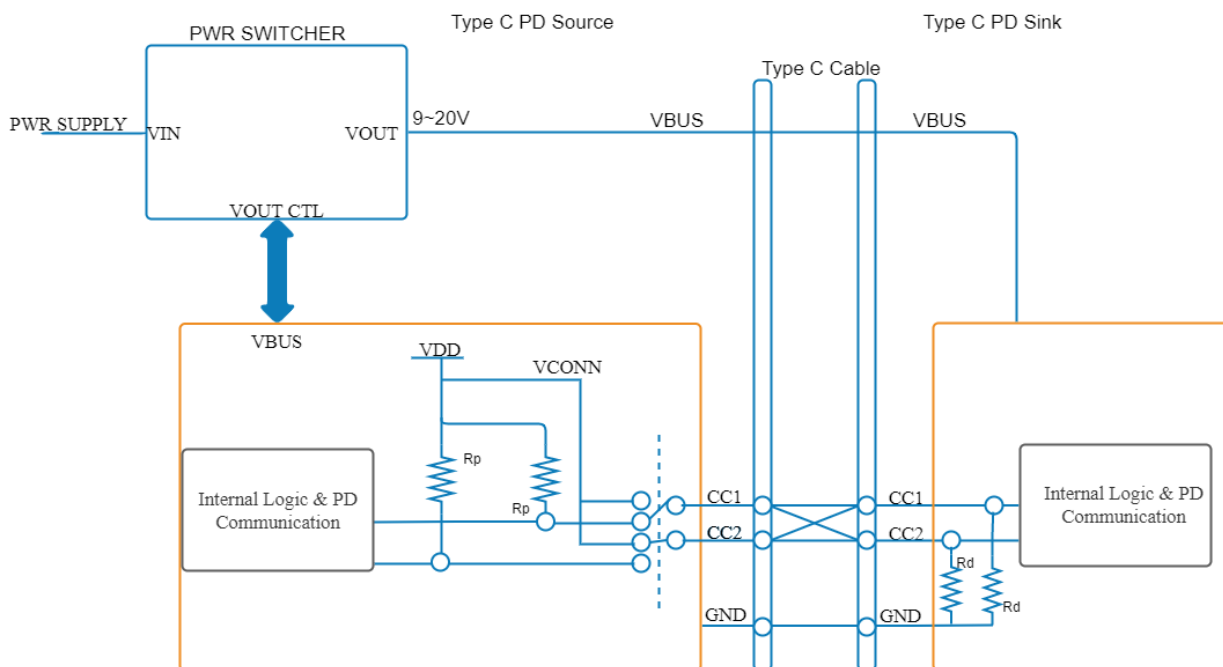 Type C PD Source
Type C PD Sink
PWR SWITCHER
Type C Cable
PWR_SUPPLY
VIN
VOUT
9~20V
VBUS
VBUS
VOUT CTL
VBUS
VDD
VCONN
Rp
Rp
Internal Logic & PD
Communication
CC1
CC2
GND
CC1
CC2
GND
Rd
Rd
Internal Logic & PD
Communication